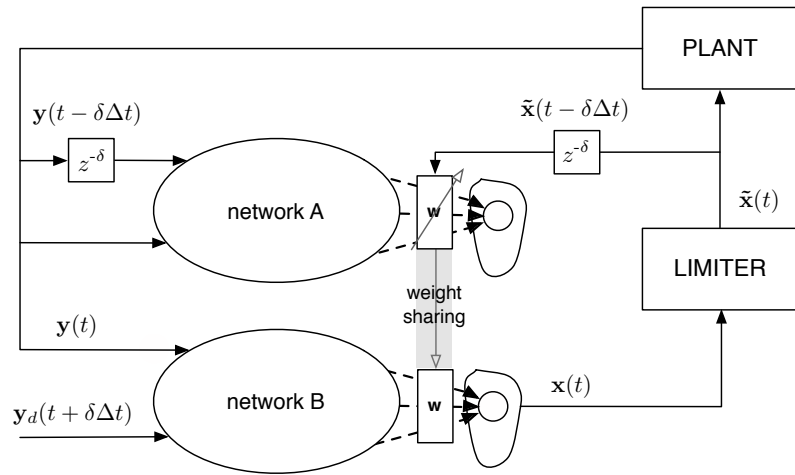 PLANT
y(t − δΔt)
x̃(t − δΔt)
z^{-δ}
z^{-δ}
network A
w
x̃(t)
LIMITER
weight
sharing
y(t)
network B
w
x(t)
y_d(t + δΔt)